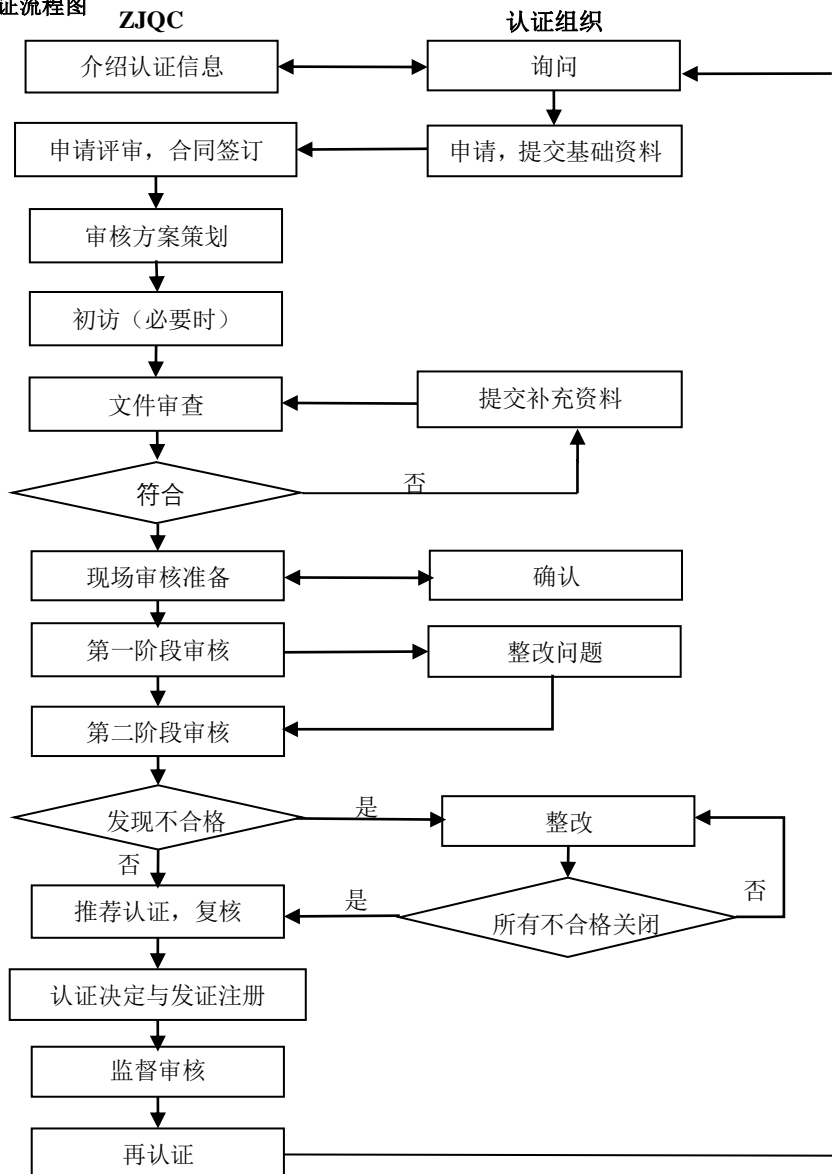 证流程图
ZJQC
认证组织
介绍认证信息
询问
申请评审，合同签订
申请，提交基础资料
审核方案策划
初访（必要时）
文件审查
提交补充资料
符合
否
现场审核准备
确认
第一阶段审核
整改问题
第二阶段审核
发现不合格
是
整改
否
推荐认证，复核
是
所有不合格关闭
否
认证决定与发证注册
监督审核
再认证